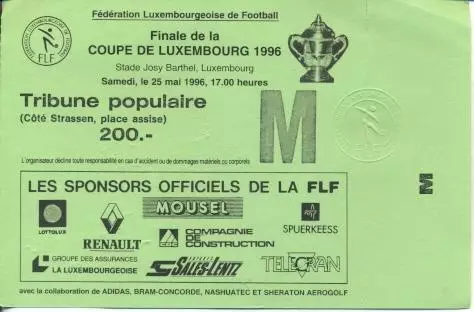 Fédération Luxembourgeoise de Football
FLF
Finale de la
COUPE DE LUXEMBOURG 1996
Stade Josy Barthel, Luxembourg
Samedi, le 25 mai 1996, 17.00 heures
Tribune populaire
(Côté Strassen, place assise)
200.-
M
L'organisateur décline toute responsabilité en cas d'accident ou de dommages matériels ou corporels
M
LES SPONSORS OFFICIELS DE LA FLF
LOTTOLUX
RENAULT
MOUSEL
COMPAGNIE
DE
CONSTRUCTION
SPUERKEESS
GROUPE DES ASSURANCES
LA LUXEMBOURGEOISE
SALES-LENTZ
TELECRAN
avec la collaboration de ADIDAS, BRAM-CONCORDE, NASHUATEC ET SHERATON AEROGOLF